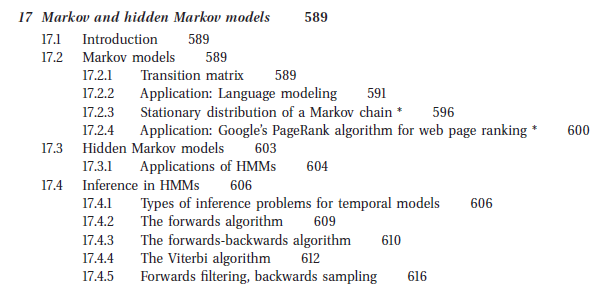 17 Markov and hidden Markov models 589
17.1 Introduction 589
17.2 Markov models 589
17.2.1 Transition matrix 589
17.2.2 Application: Language modeling 591
17.2.3 Stationary distribution of a Markov chain * 596
17.2.4 Application: Google's PageRank algorithm for web page ranking * 600
17.3 Hidden Markov models 603
17.3.1 Applications of HMMs 604
17.4 Inference in HMMs 606
17.4.1 Types of inference problems for temporal models 606
17.4.2 The forwards algorithm 609
17.4.3 The forwards-backwards algorithm 610
17.4.4 The Viterbi algorithm 612
17.4.5 Forwards filtering, backwards sampling 616